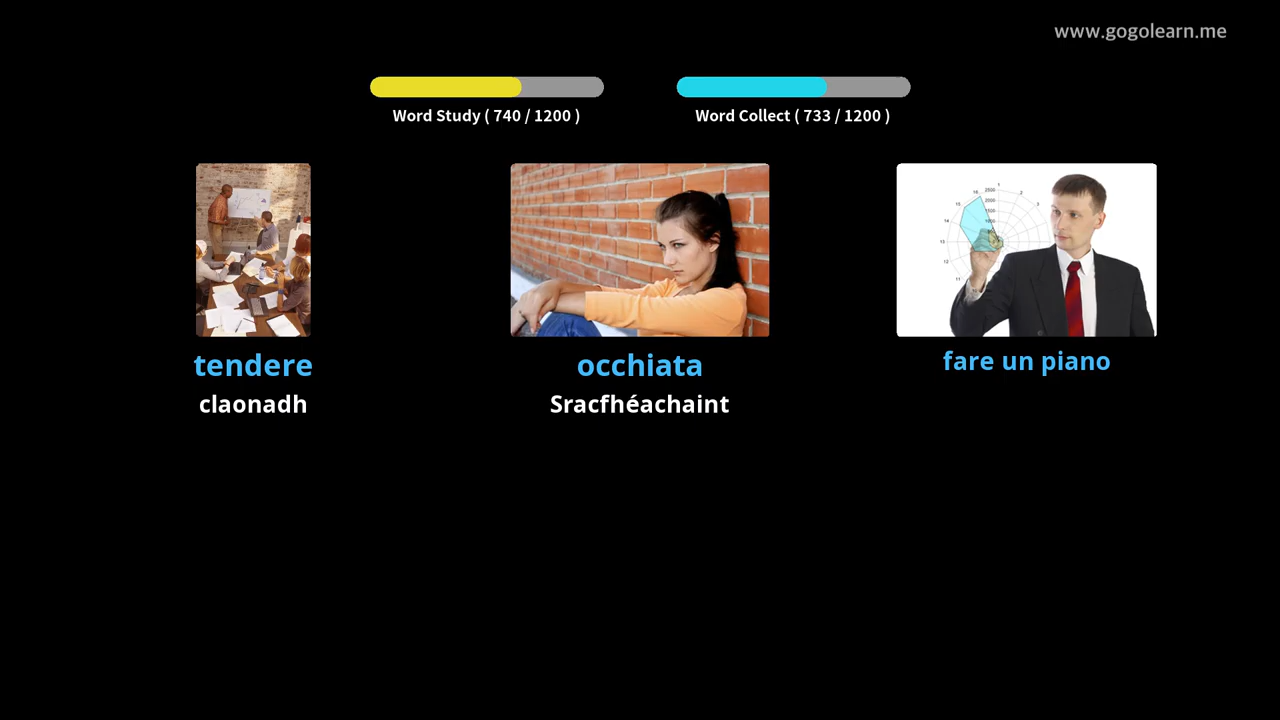 www.gogolearn.me
Word Study ( 740 / 1200 )
Word Collect ( 733 / 1200 )
tendere
occhiata
fare un piano
claonadh
Sracfhéachaint